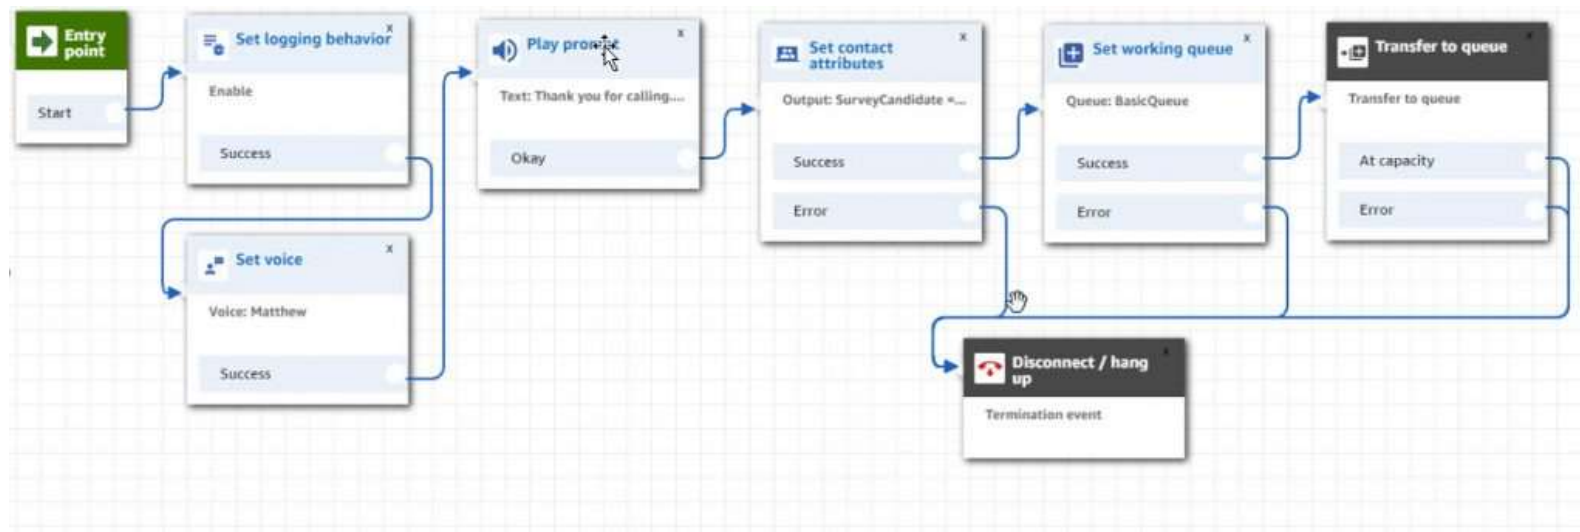 Entry
point
Start
Set logging behavior
x
Enable
Success
Set voice
x
Voice: Matthew
Success
Play prompt
x
Text: Thank you for calling....
Okay
Set contact
attributes
x
Output: SurveyCandidate =...
Success
Error
Set working queue
x
Queue: BasicQueue
Success
Error
Transfer to queue
x
Transfer to queue
At capacity
Error
Disconnect / hang
up
x
Termination event